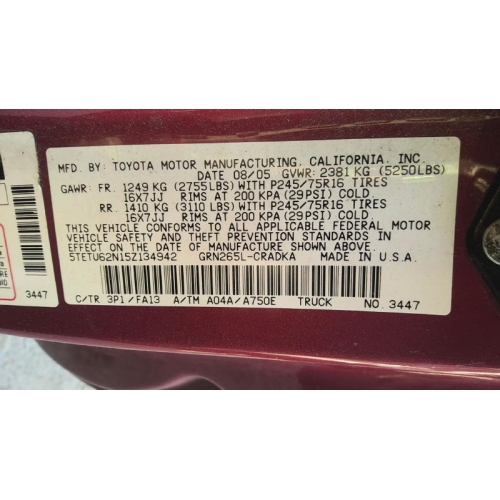 MFD. BY: TOYOTA MOTOR MANUFACTURING, CALIFORNIA, INC.
DATE 08/05 GVWR: 2381 KG (5250LBS)
GAWR: FR. 1249 KG (2755LBS) WITH P245/75R16 TIRES
16X7JJ RIMS AT 200 KPA (29PSI) COLD.
RR. 1410 KG (3110LBS) WITH P245/75R16 TIRES
16X7JJ RIMS AT 200 KPA (29PSI) COLD.
THIS VEHICLE CONFORMS TO ALL APPLICABLE FEDERAL MOTOR
VEHICLE SAFETY, BUMPER, AND THEFT PREVENTION STANDARDS IN
EFFECT ON THE DATE OF MANUFACTURE SHOWN ABOVE.
5TETU62N15Z134942 GRN265L-CRADKA MADE IN U.S.A.
C/TR 3P1/FA13 A/TM A04A/A750E TRUCK NO. 3447
3447